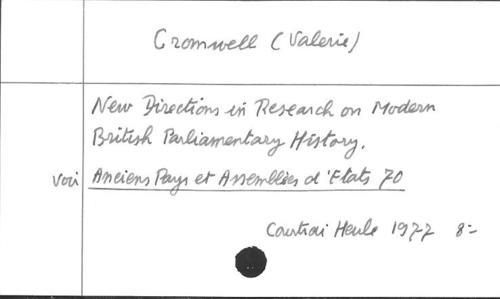 Cromwell (Valerie)
New Directions in Research on Modern
British Parliamentary History.
voir Anciens Pays et Assemblées d'Etats 70
Courtrai Heule 1977 8=